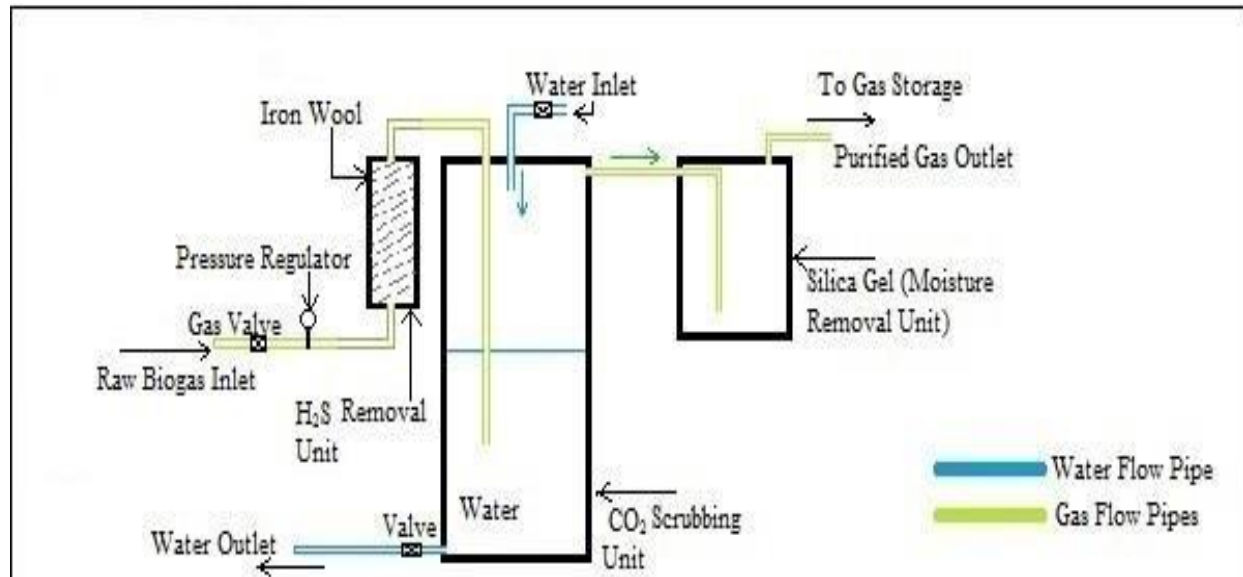 Water Inlet
To Gas Storage
Iron Wool
Purified Gas Outlet
Pressure Regulator
Silica Gel (Moisture
Removal Unit)
Gas Valve
Raw Biogas Inlet
H₂S Removal
Unit
Water Flow Pipe
Water
CO₂ Scrubbing
Unit
Gas Flow Pipes
Valve
Water Outlet